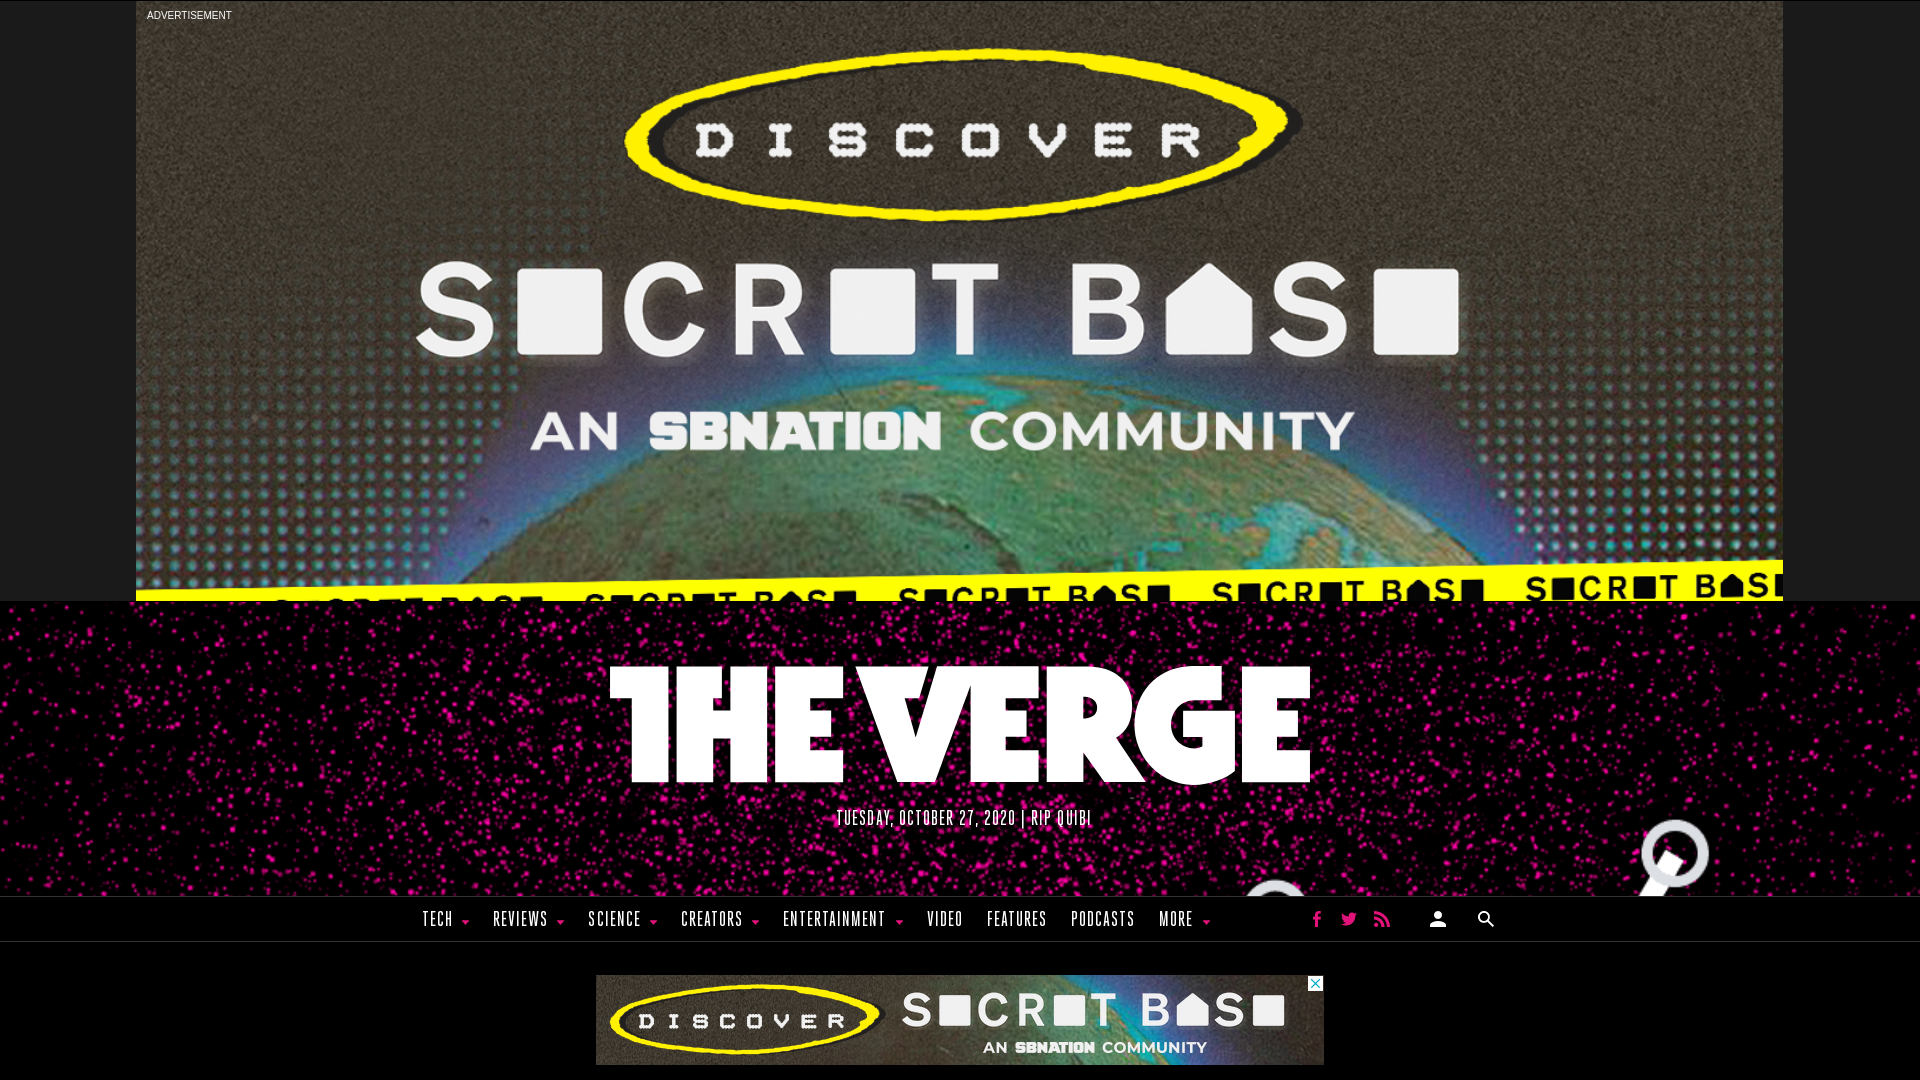 ADVERTISEMENT
DISCOVER
S■CR■T B⌂S■
AN SBNATION COMMUNITY
S■CR■T B⌂S■ S■CR■T B⌂S■ S■CR■T B⌂S■ S■CR■T B⌂S■ S■CR■T B⌂S■
THE VERGE
TUESDAY, OCTOBER 27, 2020 | RIP QUIBI
TECH REVIEWS SCIENCE CREATORS ENTERTAINMENT VIDEO FEATURES PODCASTS MORE
DISCOVER S■CR■T B⌂S■
AN SBNATION COMMUNITY